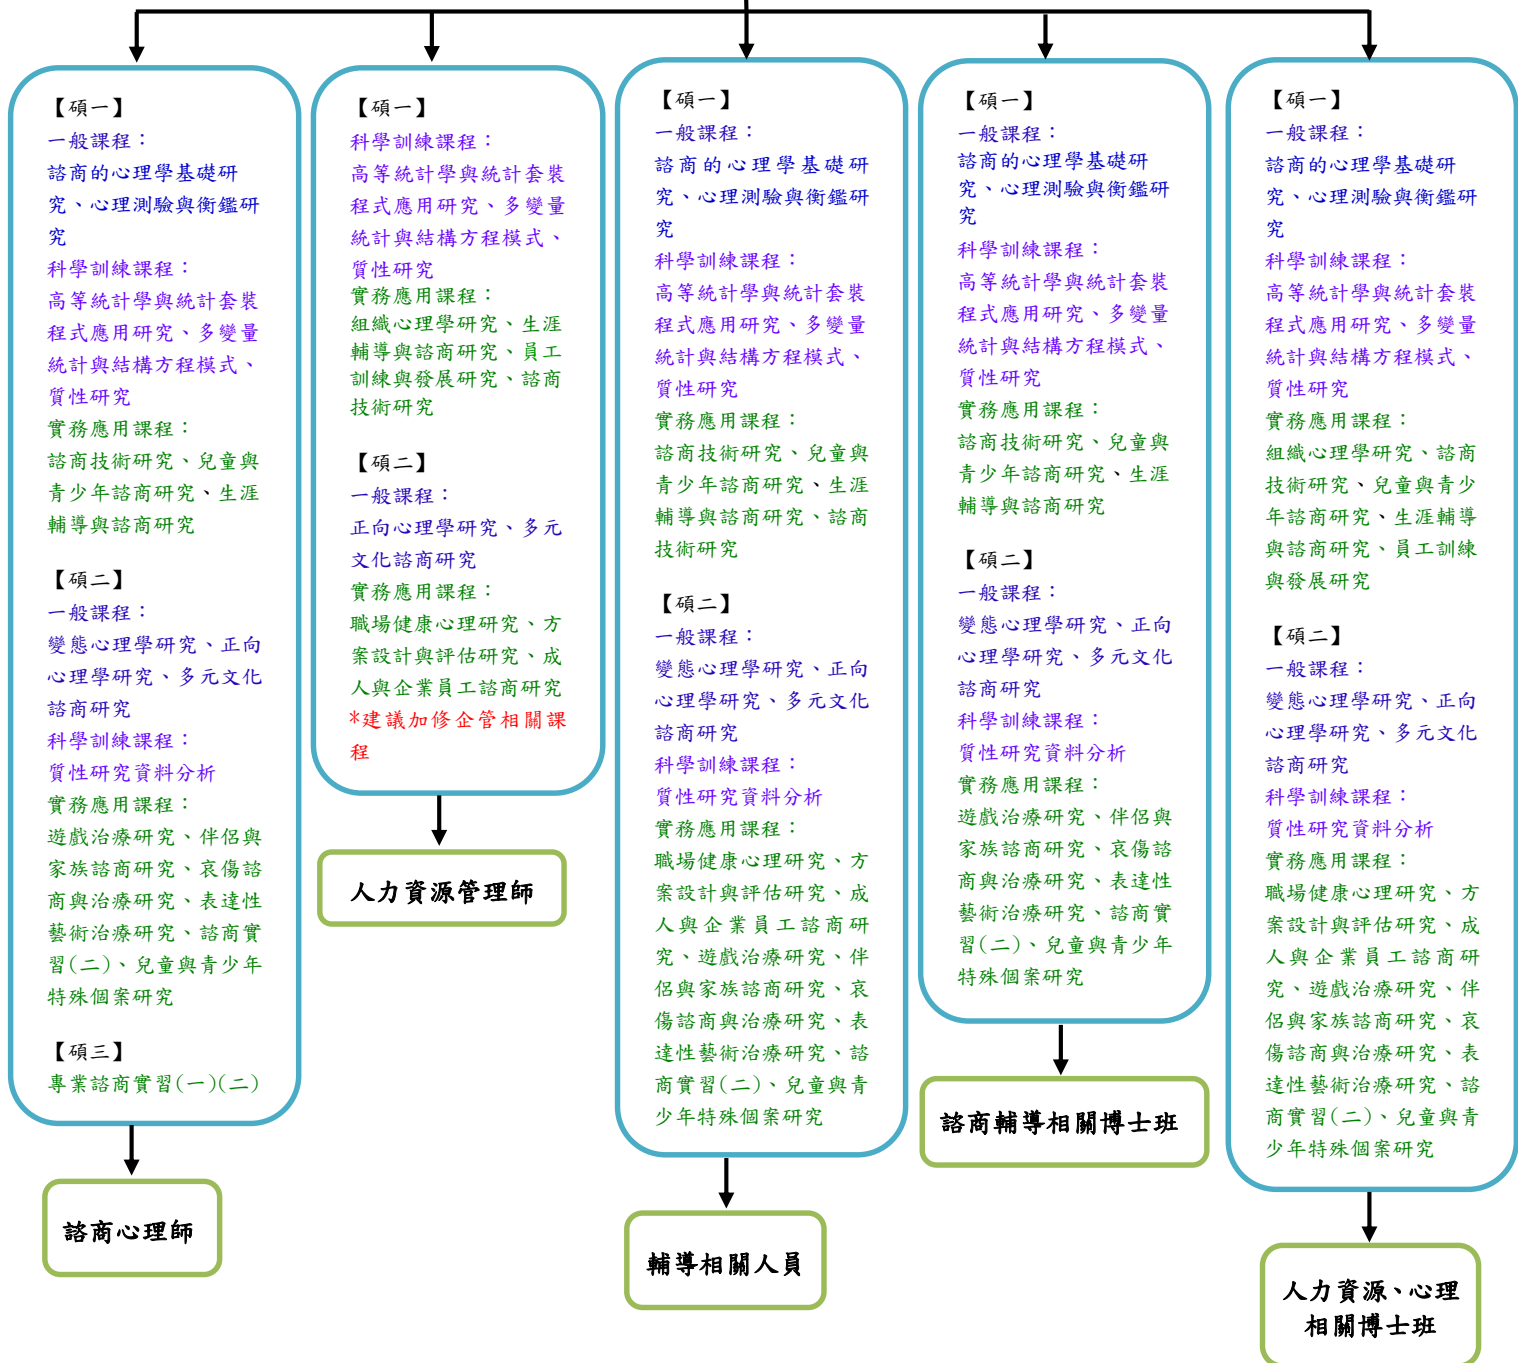 【碩一】
一般課程：
諮商的心理學基礎研
究、心理測驗與衡鑑研
究
科學訓練課程：
高等統計學與統計套裝
程式應用研究、多變量
統計與結構方程模式、
質性研究
實務應用課程：
諮商技術研究、兒童與
青少年諮商研究、生涯
輔導與諮商研究
【碩二】
一般課程：
變態心理學研究、正向
心理學研究、多元文化
諮商研究
科學訓練課程：
質性研究資料分析
實務應用課程：
遊戲治療研究、伴侶與
家族諮商研究、哀傷諮
商與治療研究、表達性
藝術治療研究、諮商實
習(二)、兒童與青少年
特殊個案研究
【碩三】
專業諮商實習(一)(二)
諮商心理師
【碩一】
科學訓練課程：
高等統計學與統計套裝
程式應用研究、多變量
統計與結構方程模式、
質性研究
實務應用課程：
組織心理學研究、生涯
輔導與諮商研究、員工
訓練與發展研究、諮商
技術研究
【碩二】
一般課程：
正向心理學研究、多元
文化諮商研究
實務應用課程：
職場健康心理研究、方
案設計與評估研究、成
人與企業員工諮商研究
*建議加修企管相關課
程
人力資源管理師
【碩一】
一般課程：
諮商的心理學基礎研
究、心理測驗與衡鑑研
究
科學訓練課程：
高等統計學與統計套裝
程式應用研究、多變量
統計與結構方程模式、
質性研究
實務應用課程：
諮商技術研究、兒童與
青少年諮商研究、生涯
輔導與諮商研究、諮商
技術研究
【碩二】
一般課程：
變態心理學研究、正向
心理學研究、多元文化
諮商研究
科學訓練課程：
質性研究資料分析
實務應用課程：
職場健康心理研究、方
案設計與評估研究、成
人與企業員工諮商研
究、遊戲治療研究、伴
侶與家族諮商研究、哀
傷諮商與治療研究、表
達性藝術治療研究、諮
商實習(二)、兒童與青
少年特殊個案研究
輔導相關人員
【碩一】
一般課程：
諮商的心理學基礎研
究、心理測驗與衡鑑研
究
科學訓練課程：
高等統計學與統計套裝
程式應用研究、多變量
統計與結構方程模式、
質性研究
實務應用課程：
諮商技術研究、兒童與
青少年諮商研究、生涯
輔導與諮商研究
【碩二】
一般課程：
變態心理學研究、正向
心理學研究、多元文化
諮商研究
科學訓練課程：
質性研究資料分析
實務應用課程：
遊戲治療研究、伴侶與
家族諮商研究、哀傷諮
商與治療研究、表達性
藝術治療研究、諮商實
習(二)、兒童與青少年
特殊個案研究
諮商輔導相關博士班
【碩一】
一般課程：
諮商的心理學基礎研
究、心理測驗與衡鑑研
究
科學訓練課程：
高等統計學與統計套裝
程式應用研究、多變量
統計與結構方程模式、
質性研究
實務應用課程：
組織心理學研究、諮商
技術研究、兒童與青少
年諮商研究、生涯輔導
與諮商研究、員工訓練
與發展研究
【碩二】
一般課程：
變態心理學研究、正向
心理學研究、多元文化
諮商研究
科學訓練課程：
質性研究資料分析
實務應用課程：
職場健康心理研究、方
案設計與評估研究、成
人與企業員工諮商研
究、遊戲治療研究、伴
侶與家族諮商研究、哀
傷諮商與治療研究、表
達性藝術治療研究、諮
商實習(二)、兒童與青
少年特殊個案研究
人力資源、心理
相關博士班